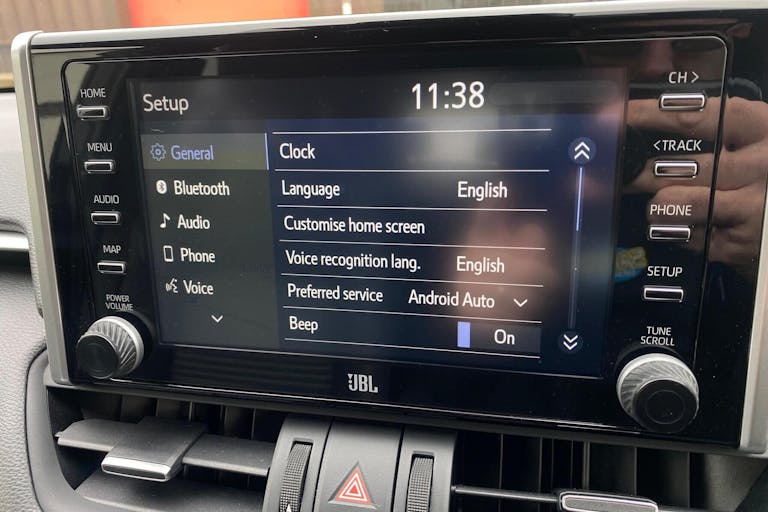 Setup
11:38
General
Bluetooth
Audio
Phone
Voice
Clock
Language English
Customise home screen
Voice recognition lang. English
Preferred service Android Auto
Beep On
HOME
MENU
AUDIO
MAP
POWER
VOLUME
CH >
< TRACK
PHONE
SETUP
TUNE
SCROLL
JBL